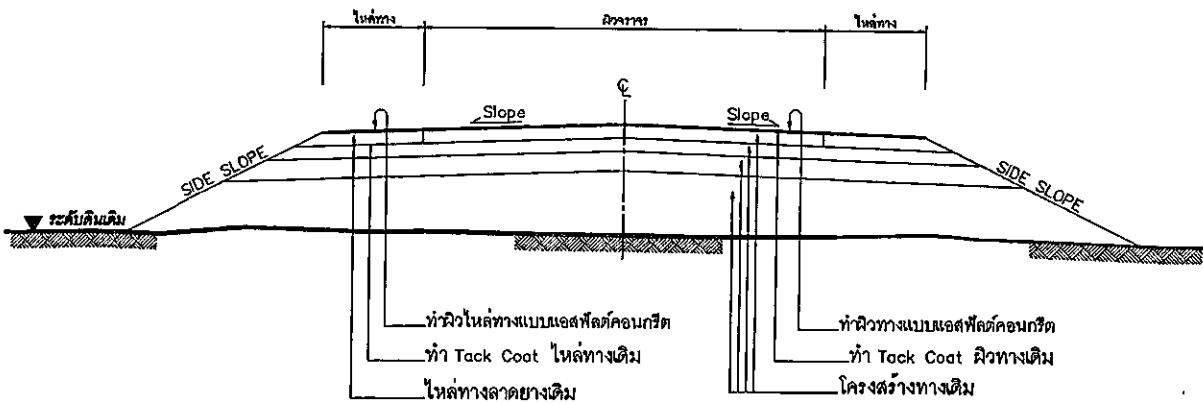 ไหล่ทาง ผิวจราจร ไหล่ทาง
℄
Slope Slope
SIDE SLOPE SIDE SLOPE
ระดับดินเดิม
ทำผิวไหล่ทางแบบแอสฟัลต์คอนกรีต ทำผิวทางแบบแอสฟัลต์คอนกรีต
ทำ Tack Coat ไหล่ทางเดิม ทำ Tack Coat ผิวทางเดิม
ไหล่ทางลาดยางเดิม โครงสร้างทางเดิม